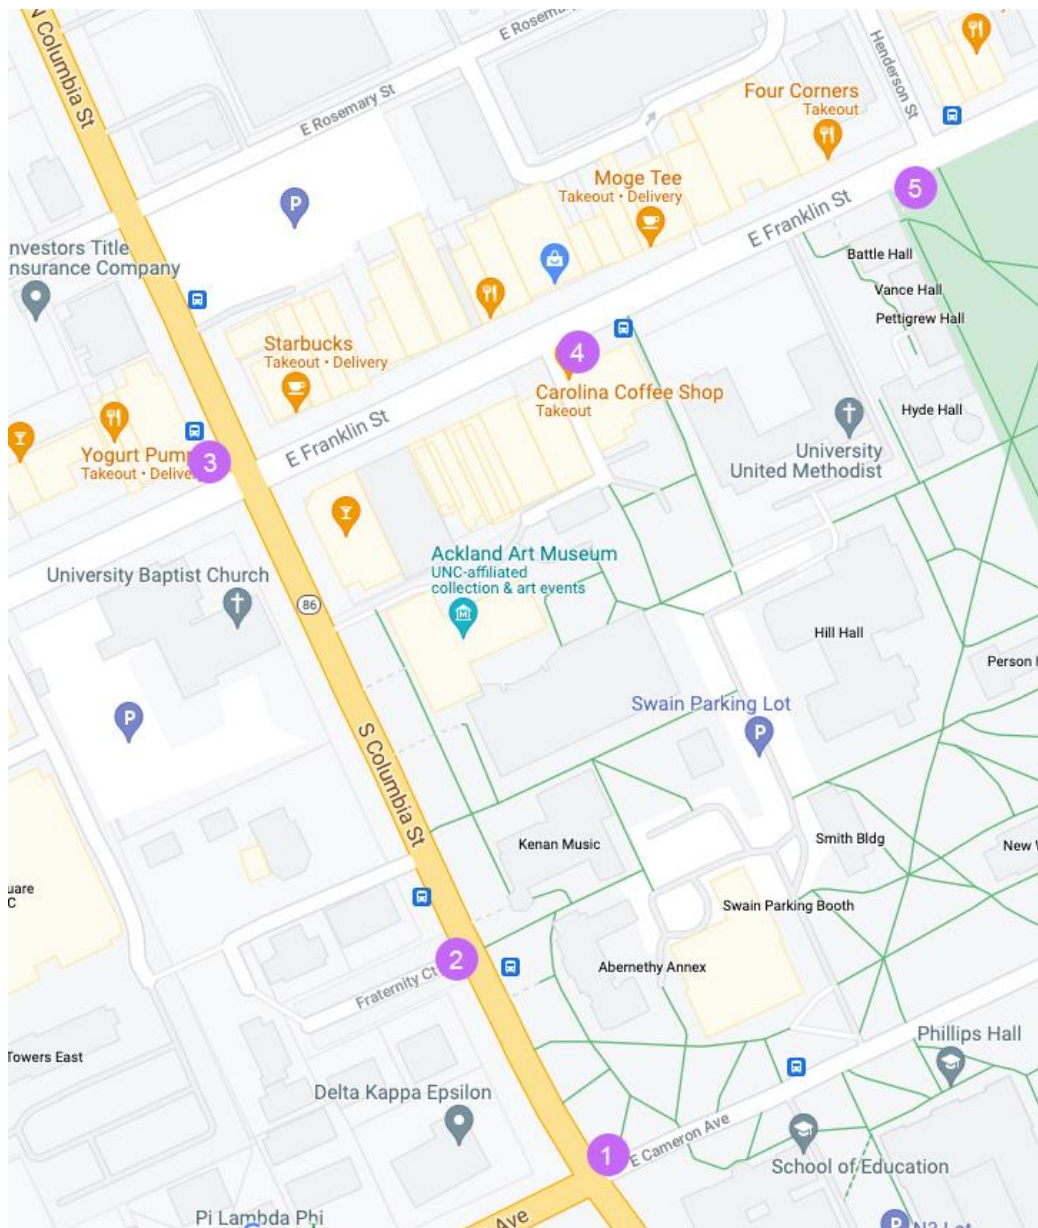 N Columbia St
E Rosemary St
E Rosem
Henderson St
Four Corners
Takeout
5
Moge Tee
Takeout • Delivery
E Franklin St
P
nvestors Title
nsurance Company
Battle Hall
Vance Hall
Pettigrew Hall
Starbucks
Takeout • Delivery
4
Carolina Coffee Shop
Takeout
Hyde Hall
E Franklin St
Yogurt Pum
Takeout • Delive
3
University
United Methodist
Ackland Art Museum
UNC-affiliated
collection & art events
M
University Baptist Church
86
Hill Hall
Person
P
Swain Parking Lot
P
S Columbia St
Kenan Music
Smith Bldg
New
uare
C
Swain Parking Booth
2
Fraternity Ct
Abernethy Annex
Towers East
Phillips Hall
Delta Kappa Epsilon
1
E Cameron Ave
School of Education
Pi Lambda Phi
Ave
P
N3 Lot